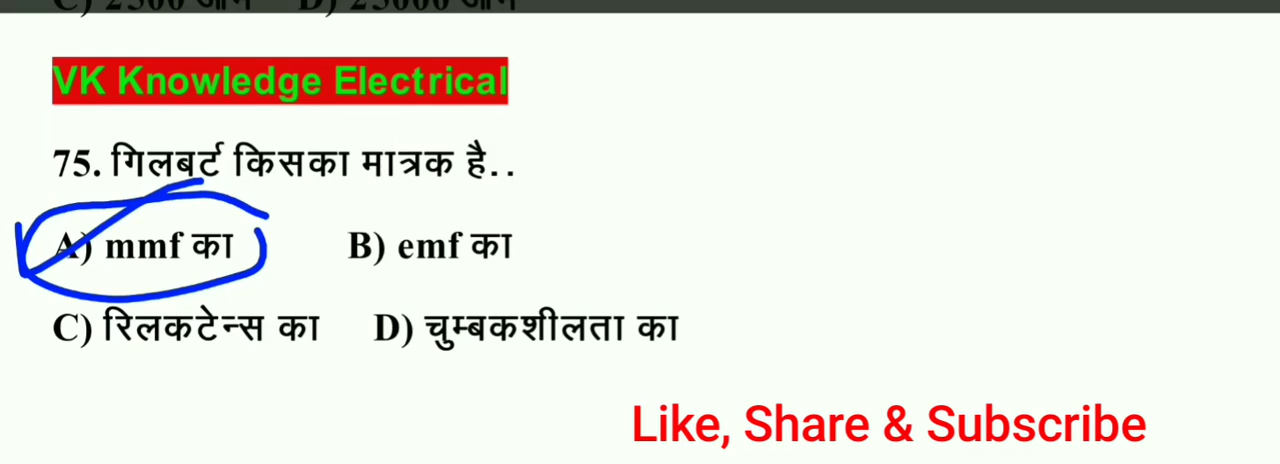 VK Knowledge Electrical
75. गिलबर्ट किसका मात्रक है..
A) mmf का B) emf का
C) रिलकटेन्स का D) चुम्बकशीलता का
Like, Share & Subscribe